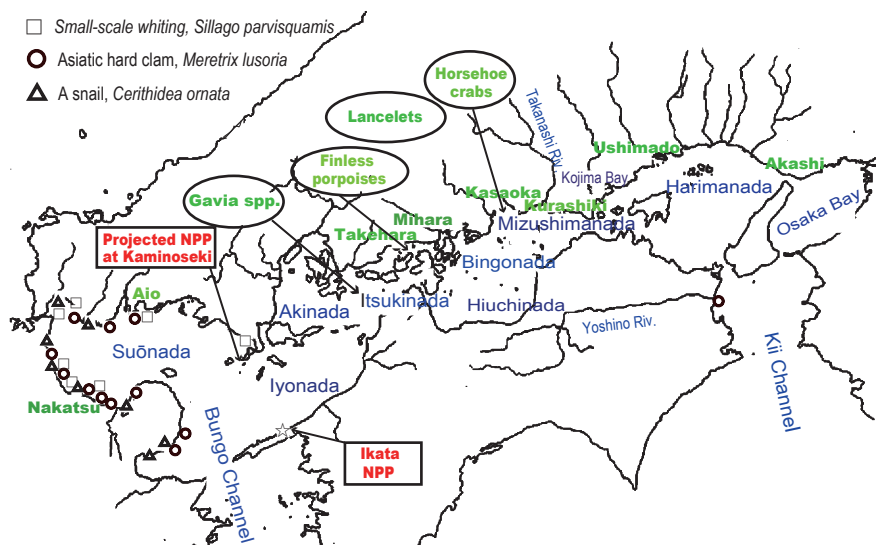 Small-scale whiting, Sillago parvisquamis
Asiatic hard clam, Meretrix lusoria
A snail, Cerithidea ornata
Horsehoe
crabs
Lancelets
Takanashi Riv.
Ushimado
Finless
porpoises
Akashi
Kojima Bay
Harimanada
Gavia spp.
Kasaoka
Kurashiki
Mihara
Mizushimanada
Osaka Bay
Takehara
Projected NPP
at Kaminoseki
Bingonada
Aio
Akinada
Itsukinada
Hiuchinada
Yoshino Riv.
Suōnada
Kii Channel
Iyonada
Nakatsu
Bungo Channel
Ikata
NPP